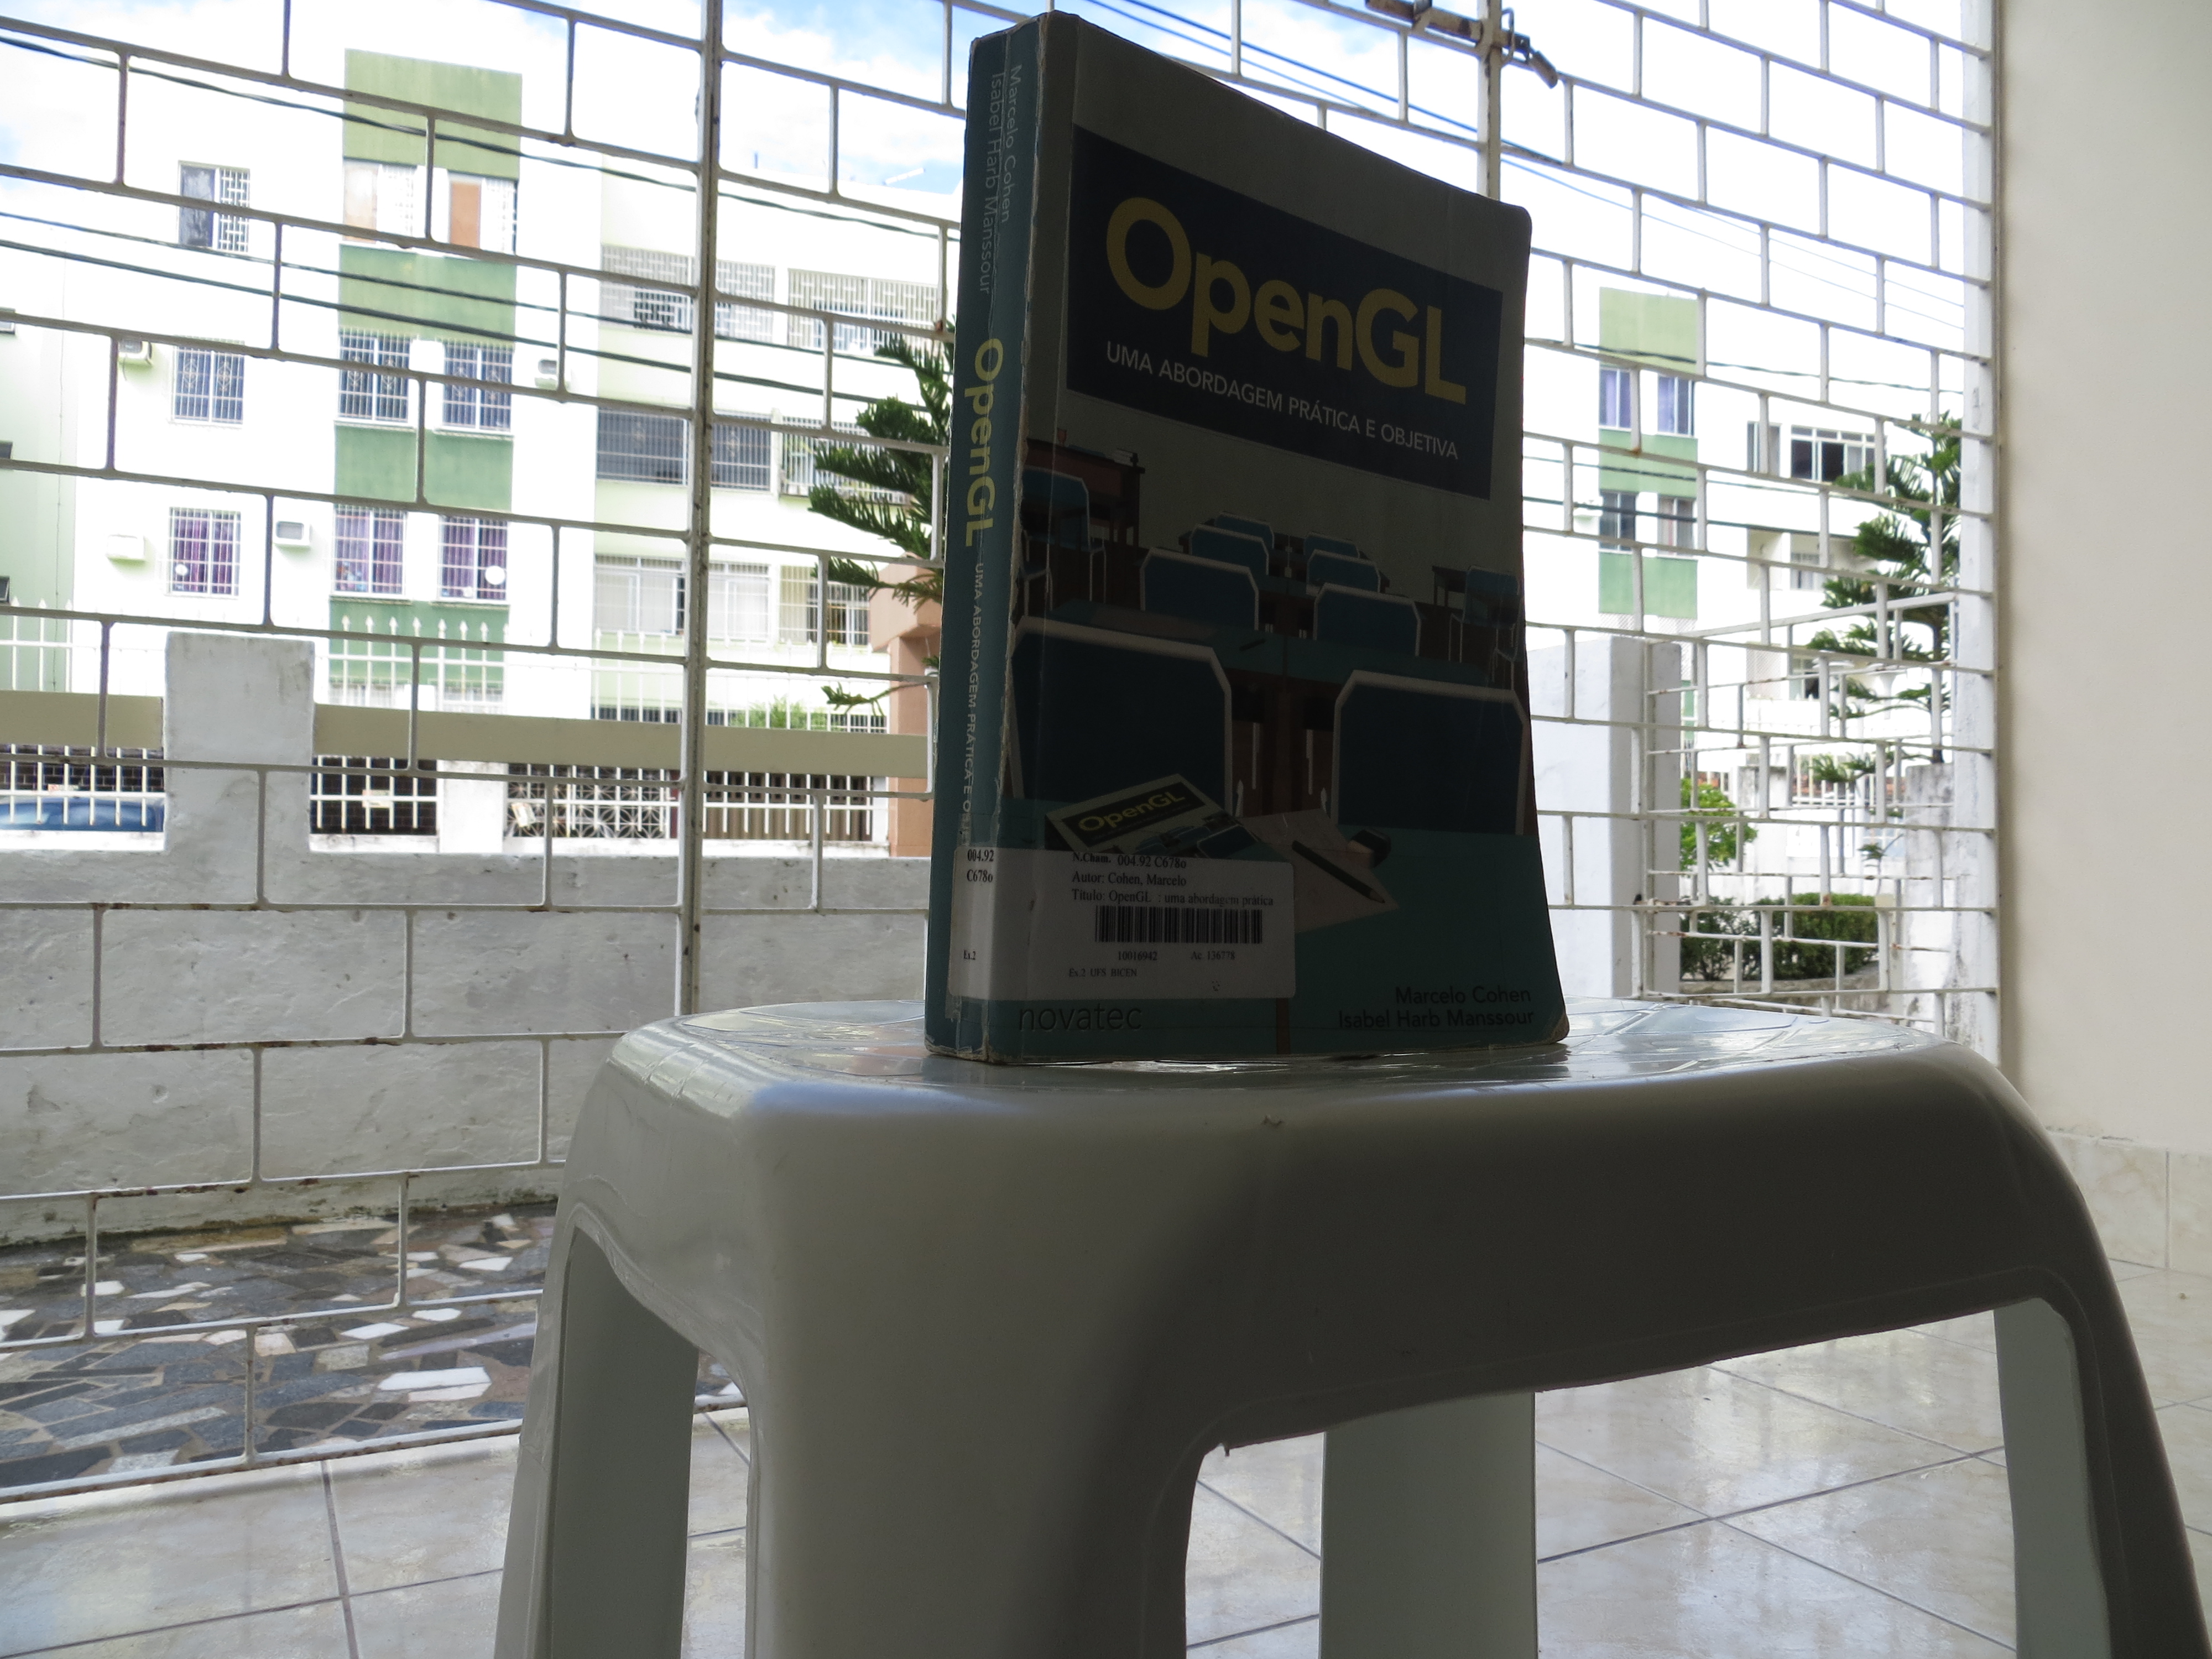 Marcelo Cohen
Isabel Harb Manssour
OpenGL
UMA ABORDAGEM PRÁTICA E OBJE
004.92
C678o
Ex.2
OpenGL
UMA ABORDAGEM PRÁTICA E OBJETIVA
OpenGL
N.Cham. 004.92 C678o
Autor: Cohen, Marcelo
Título: OpenGL : uma abordagem prática
10016942 Ac. 136778
Ex.2 UFS BICEN
novatec
Marcelo Cohen
Isabel Harb Manssour